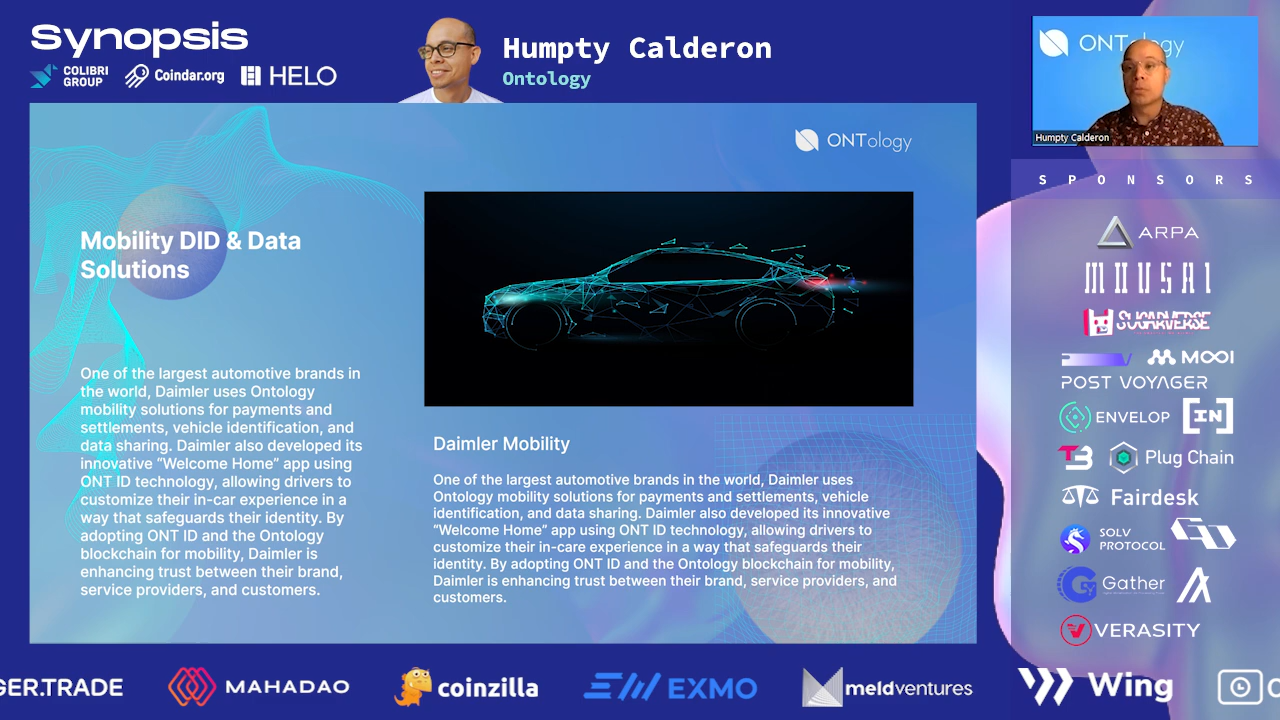 Synopsis
COLIBRI
GROUP
Coindar.org
HELO
Humpty Calderon
Ontology
ONTology
Humpty Calderon
SPONSORS
ONTology
Mobility DID & Data
Solutions
One of the largest automotive brands in
the world, Daimler uses Ontology
mobility solutions for payments and
settlements, vehicle identification, and
data sharing. Daimler also developed its
innovative “Welcome Home” app using
ONT ID technology, allowing drivers to
customize their in-car experience in a
way that safeguards their identity. By
adopting ONT ID and the Ontology
blockchain for mobility, Daimler is
enhancing trust between their brand,
service providers, and customers.
Daimler Mobility
One of the largest automotive brands in the world, Daimler uses
Ontology mobility solutions for payments and settlements, vehicle
identification, and data sharing. Daimler also developed its innovative
“Welcome Home” app using ONT ID technology, allowing drivers to
customize their in-care experience in a way that safeguards their
identity. By adopting ONT ID and the Ontology blockchain for mobility,
Daimler is enhancing trust between their brand, service providers, and
customers.
ARPA
MOUSAI
SUGARVERSE
MOOI
POST VOYAGER
ENVELOP
[IN]
TB
Plug Chain
Fairdesk
SOLV
PROTOCOL
Gather
VERASITY
GER.TRADE
MAHADAO
coinzilla
EXMO
meldventures
Wing